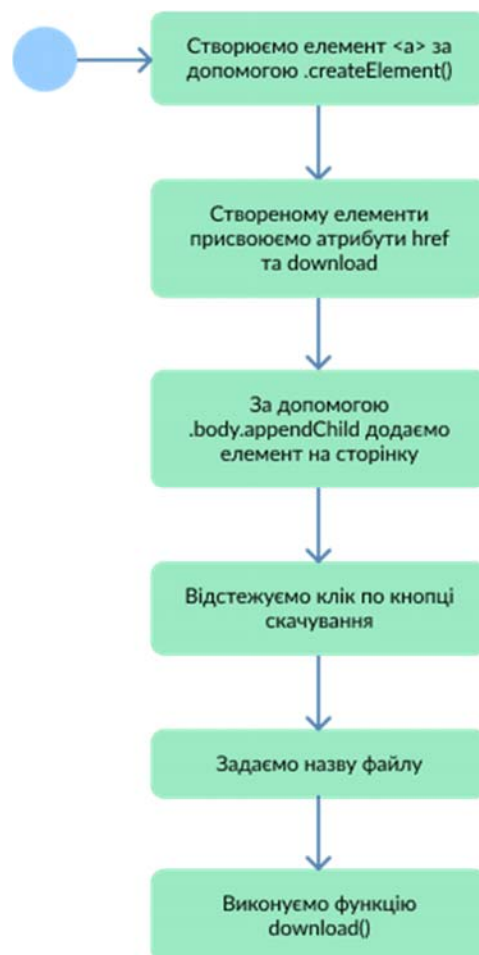 Створюємо елемент <a> за
допомогою .createElement()
Створеному елементи
присвоюємо атрибути href
та download
За допомогою
.body.appendChild додаємо
елемент на сторінку
Відстежуємо клік по кнопці
скачування
Задаємо назву файлу
Виконуємо функцію
download()